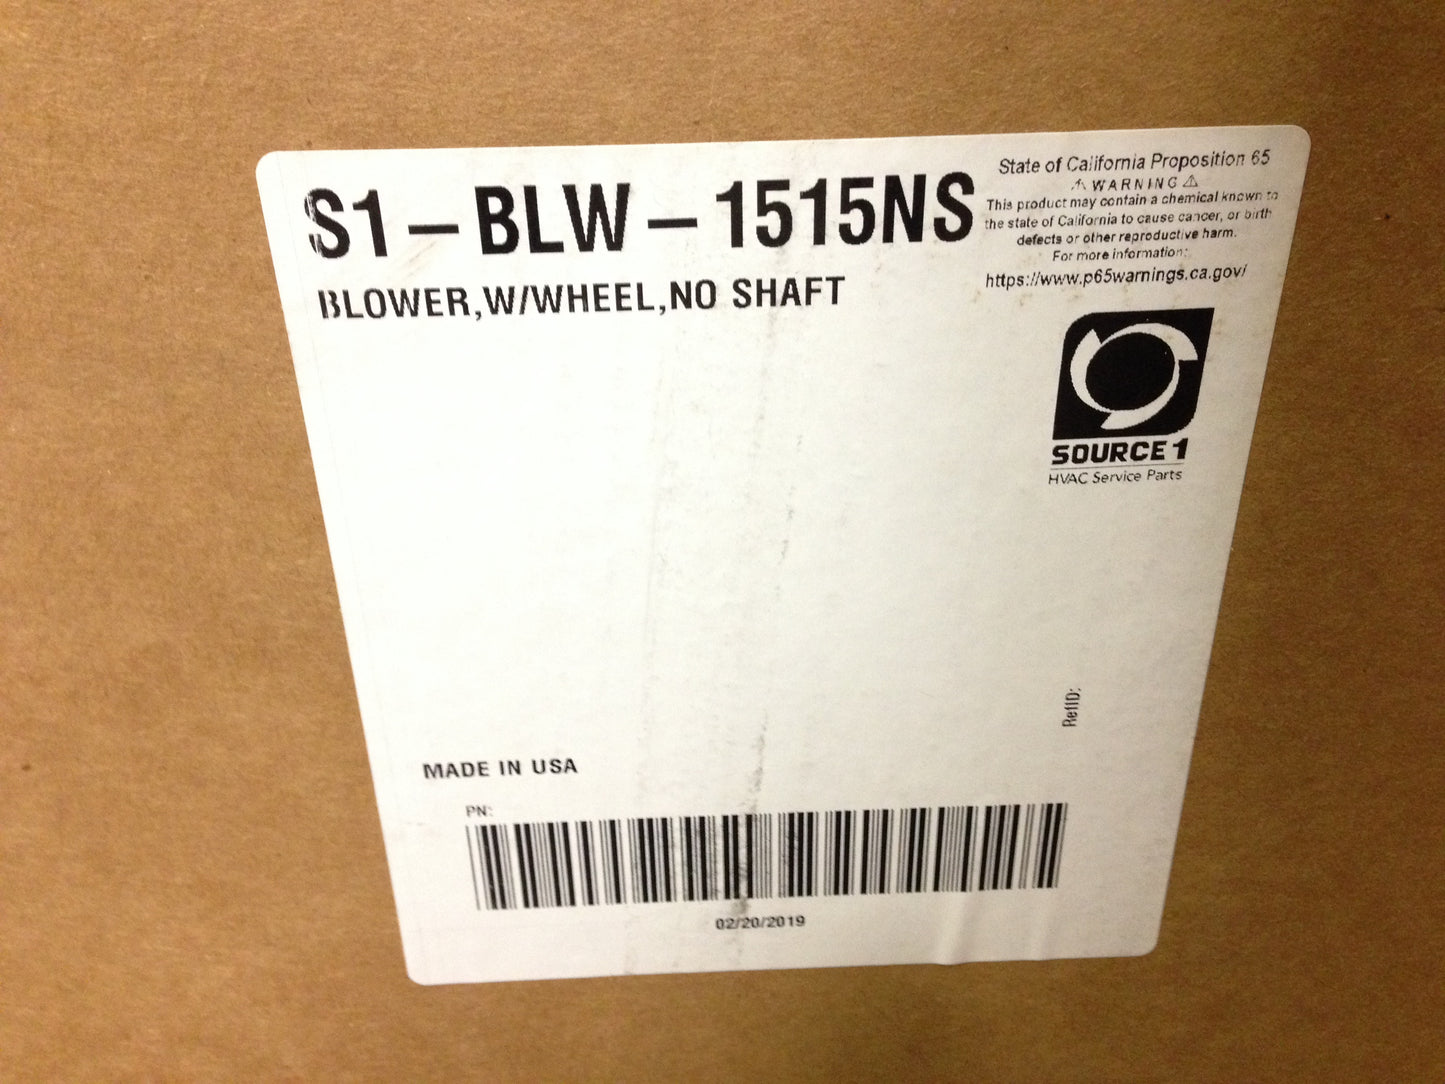 S1-BLW-1515NS
BLOWER,W/WHEEL,NO SHAFT
State of California Proposition 65
⚠ WARNING ⚠
This product may contain a chemical known to
the state of California to cause cancer, or birth
defects or other reproductive harm.
For more information:
https://www.p65warnings.ca.gov/
SOURCE 1
HVAC Service Parts
RefID:
MADE IN USA
PN:
02/20/2019